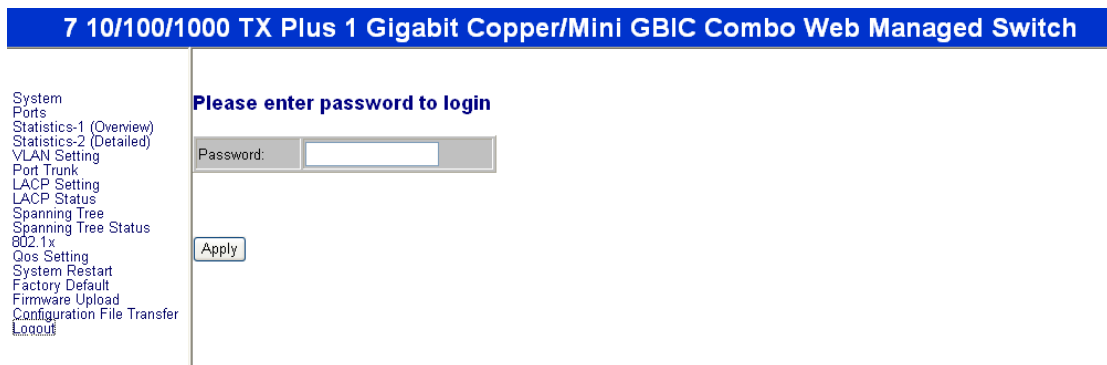 7 10/100/1000 TX Plus 1 Gigabit Copper/Mini GBIC Combo Web Managed Switch
System
Ports
Statistics-1 (Overview)
Statistics-2 (Detailed)
VLAN Setting
Port Trunk
LACP Setting
LACP Status
Spanning Tree
Spanning Tree Status
802.1x
Qos Setting
System Restart
Factory Default
Firmware Upload
Configuration File Transfer
Logout
Please enter password to login
Password:
Apply